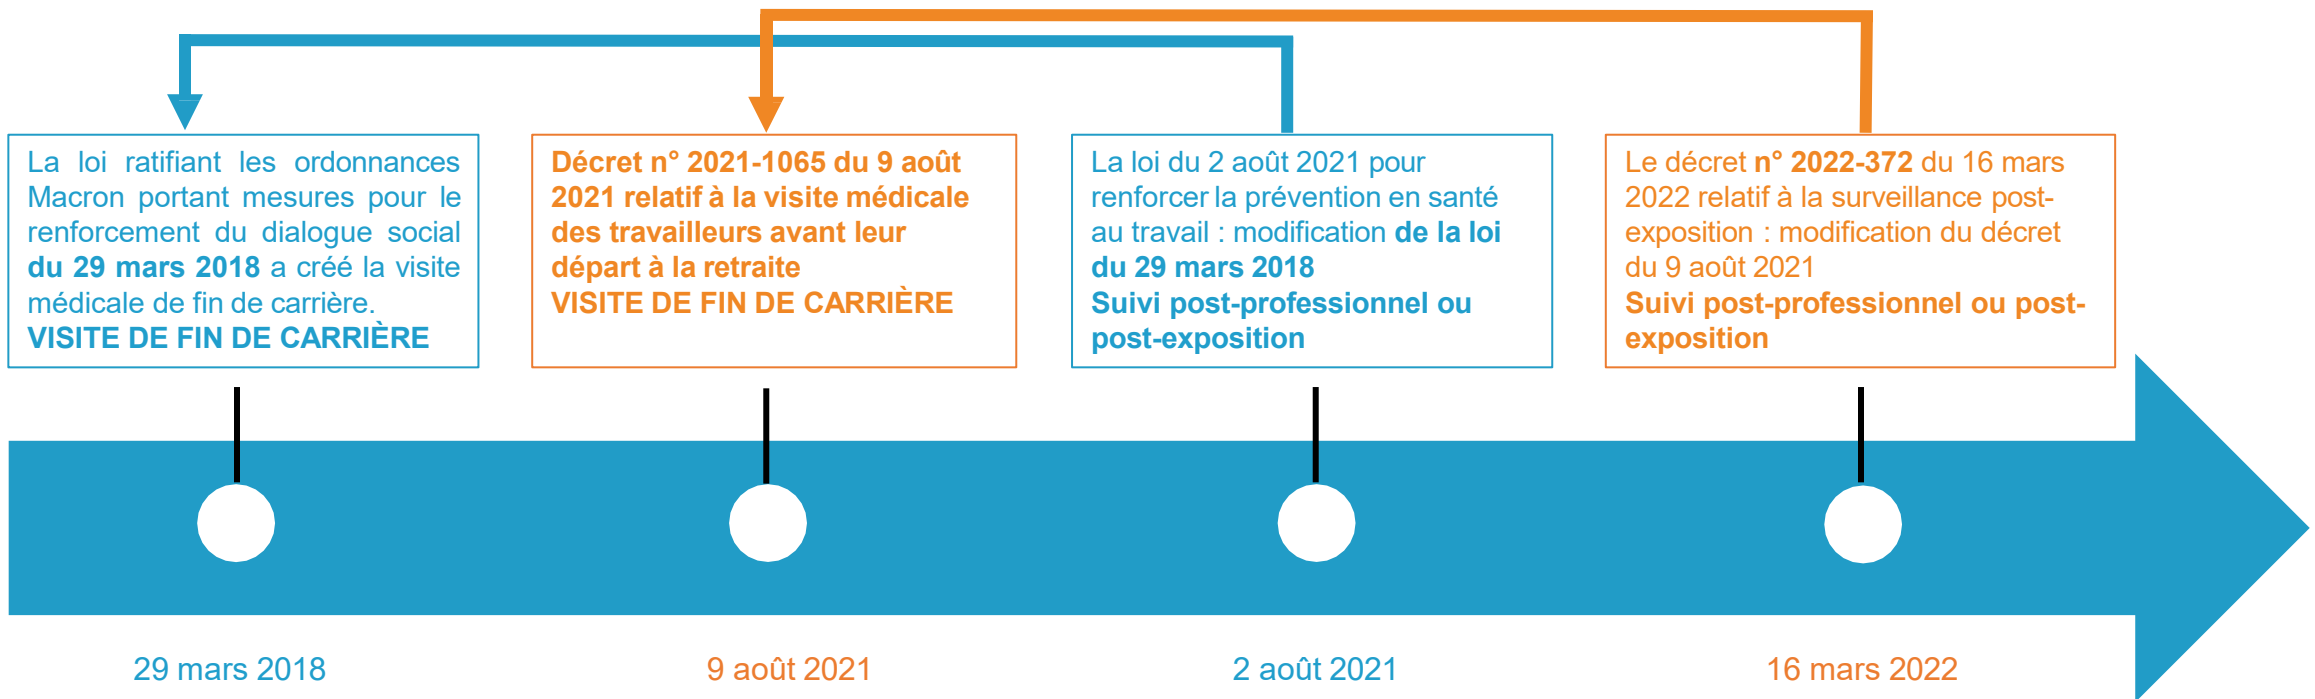 La loi ratifiant les ordonnances
Macron portant mesures pour le
renforcement du dialogue social
du 29 mars 2018 a créé la visite
médicale de fin de carrière.
VISITE DE FIN DE CARRIÈRE
Décret n° 2021-1065 du 9 août
2021 relatif à la visite médicale
des travailleurs avant leur
départ à la retraite
VISITE DE FIN DE CARRIÈRE
La loi du 2 août 2021 pour
renforcer la prévention en santé
au travail : modification de la loi
du 29 mars 2018
Suivi post-professionnel ou
post-exposition
Le décret n° 2022-372 du 16 mars
2022 relatif à la surveillance post-
exposition : modification du décret
du 9 août 2021
Suivi post-professionnel ou post-
exposition
29 mars 2018
9 août 2021
2 août 2021
16 mars 2022